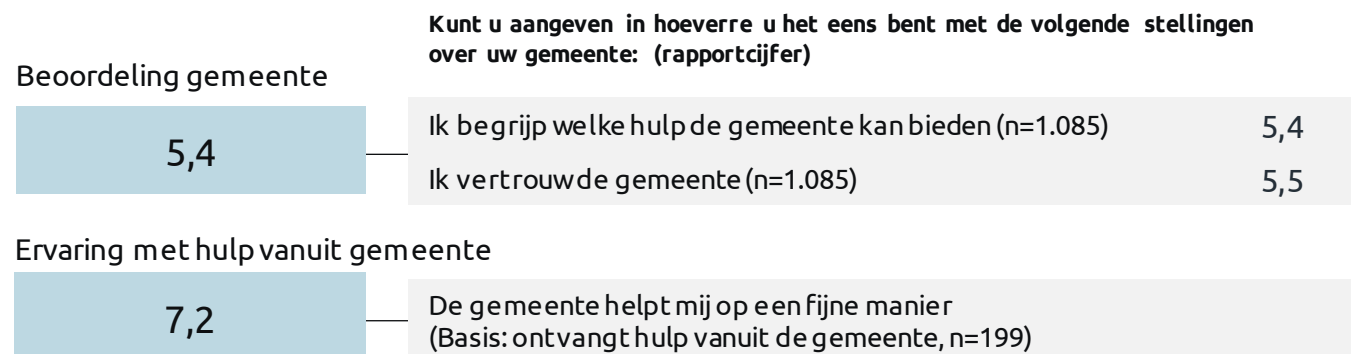 Kunt u aangeven in hoeverre u het eens bent met de volgende stellingen
over uw gemeente: (rapportcijfer)
Beoordeling gemeente
5,4
Ik begrijp welke hulp de gemeente kan bieden (n=1.085) 5,4
Ik vertrouw de gemeente (n=1.085) 5,5
Ervaring met hulp vanuit gemeente
7,2
De gemeente helpt mij op een fijne manier
(Basis: ontvangt hulp vanuit de gemeente, n=199)